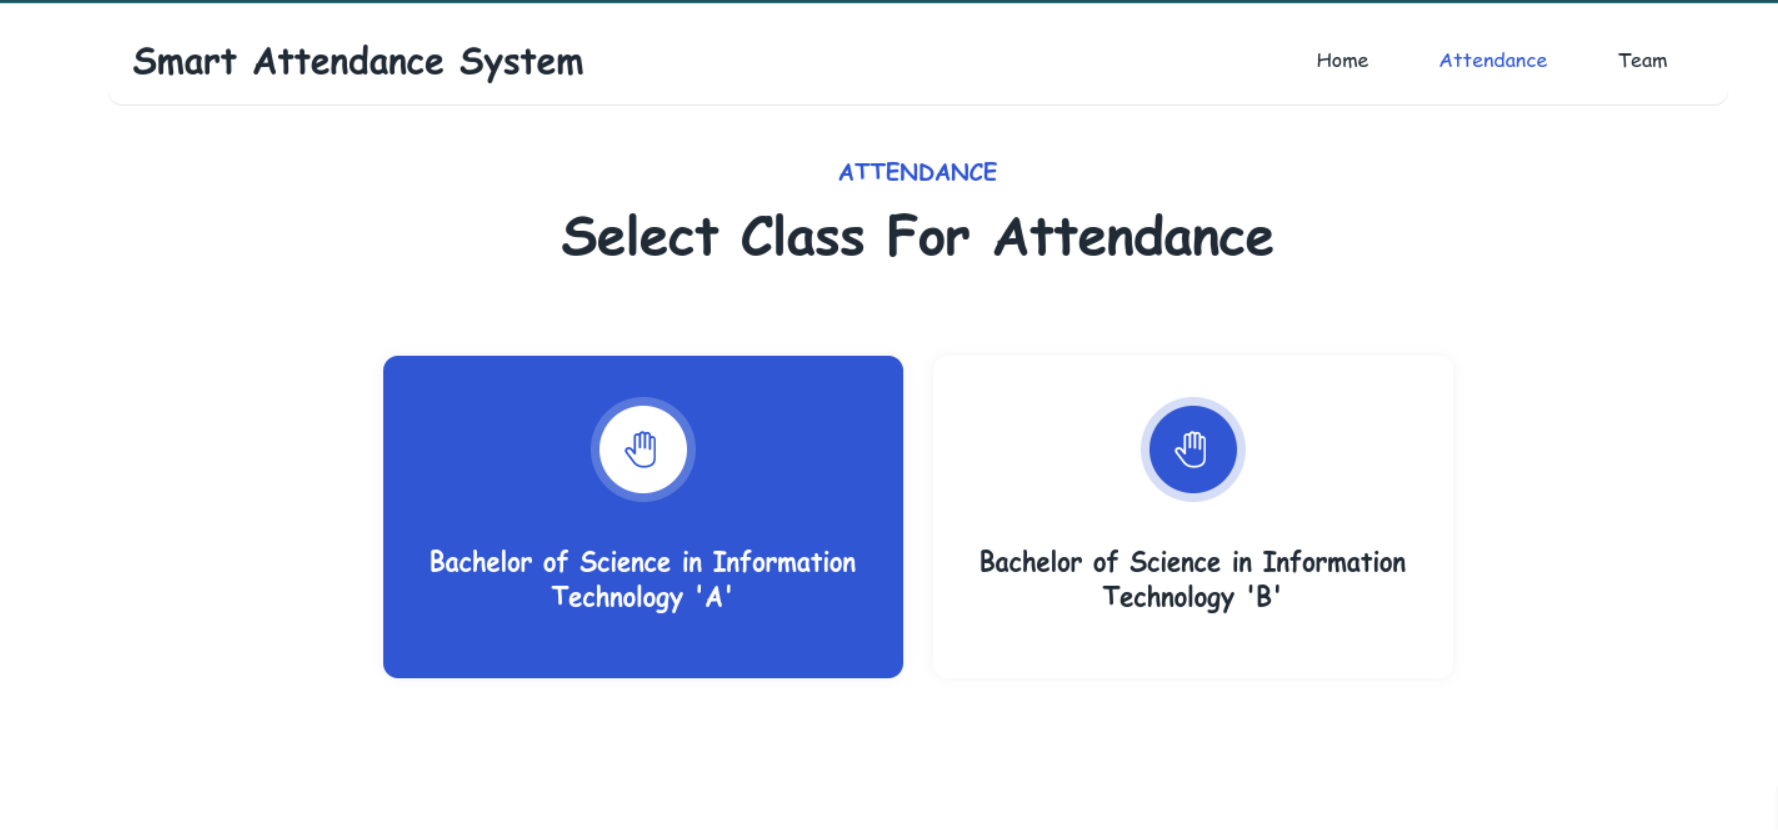 Smart Attendance System
Home Attendance Team
ATTENDANCE
Select Class For Attendance
Bachelor of Science in Information
Technology 'A'
Bachelor of Science in Information
Technology 'B'